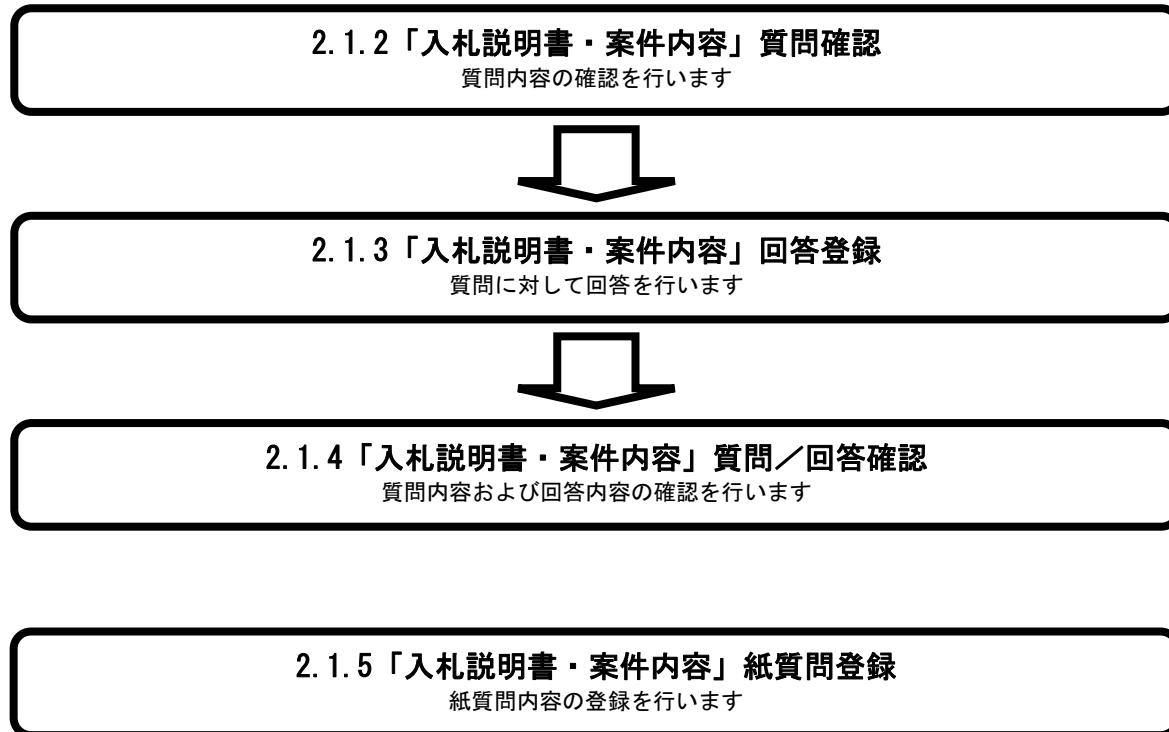 2.1.2「入札説明書・案件内容」質問確認
質問内容の確認を行います
2.1.3「入札説明書・案件内容」回答登録
質問に対して回答を行います
2.1.4「入札説明書・案件内容」質問／回答確認
質問内容および回答内容の確認を行います
2.1.5「入札説明書・案件内容」紙質問登録
紙質問内容の登録を行います